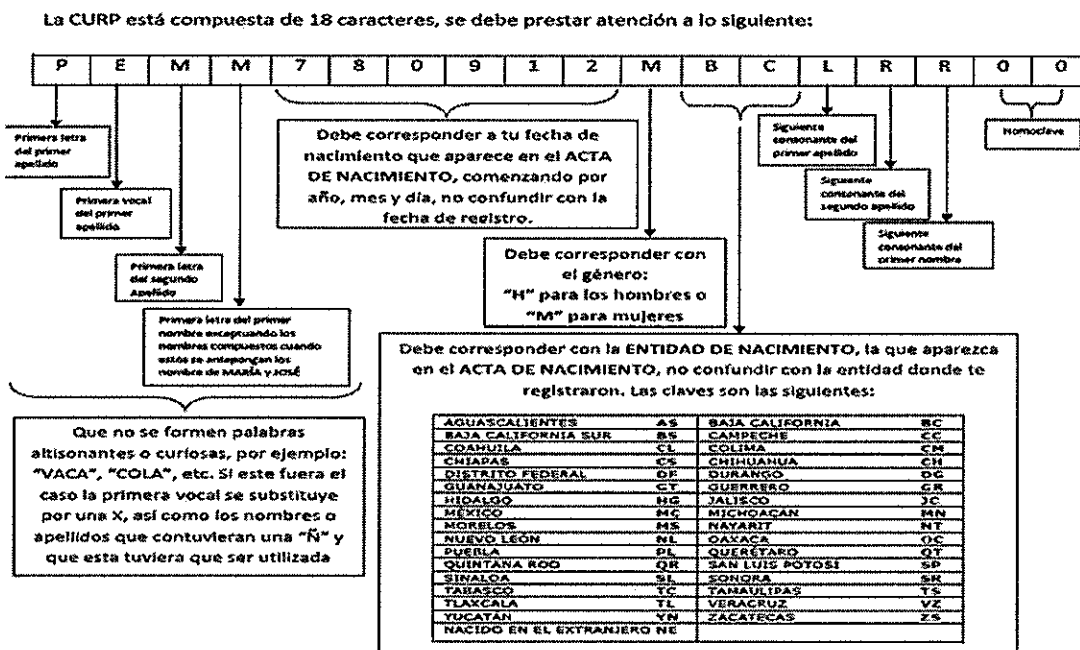 La CURP está compuesta de 18 caracteres, se debe prestar atención a lo siguiente:
P E M M 7 8 0 9 1 2 M B C L R R 0 0
Primera letra
del primer
apellido
Primera vocal
del primer
apellido
Primera letra
del segundo
Apellido
Primera letra del primer
nombre exceptuando los
nombres compuestos cuando
estos se antepongan los
nombre de MARÍA y JOSÉ
Debe corresponder a tu fecha de
nacimiento que aparece en el ACTA
DE NACIMIENTO, comenzando por
año, mes y día, no confundir con la
fecha de registro.
Debe corresponder con
el género:
"H" para los hombres o
"M" para mujeres
Siguiente
consonante del
primer apellido
Siguiente
consonante del
segundo apellido
Siguiente
consonante del
primer nombre
Homoclave
Que no se formen palabras
altisonantes o curiosas, por ejemplo:
"VACA", "COLA", etc. Si este fuera el
caso la primera vocal se substituye
por una X, así como los nombres o
apellidos que contuvieran una "Ñ" y
que esta tuviera que ser utilizada
Debe corresponder con la ENTIDAD DE NACIMIENTO, la que aparezca
en el ACTA DE NACIMIENTO, no confundir con la entidad donde te
registraron. Las claves son las siguientes:
AGUASCALIENTES AS BAJA CALIFORNIA BC
BAJA CALIFORNIA SUR BS CAMPECHE CC
COAHUILA CL COLIMA CM
CHIAPAS CS CHIHUAHUA CH
DISTRITO FEDERAL DF DURANGO DG
GUANAJUATO GT GUERRERO GR
HIDALGO HG JALISCO JC
MÉXICO MC MICHOACAN MN
MORELOS MS NAYARIT NT
NUEVO LEÓN NL OAXACA OC
PUEBLA PL QUERÉTARO QT
QUINTANA ROO QR SAN LUIS POTOSI SP
SINALOA SL SONORA SR
TABASCO TC TAMAULIPAS TS
TLAXCALA TL VERACRUZ VZ
YUCATÁN YN ZACATECAS ZS
NACIDO EN EL EXTRANJERO NE